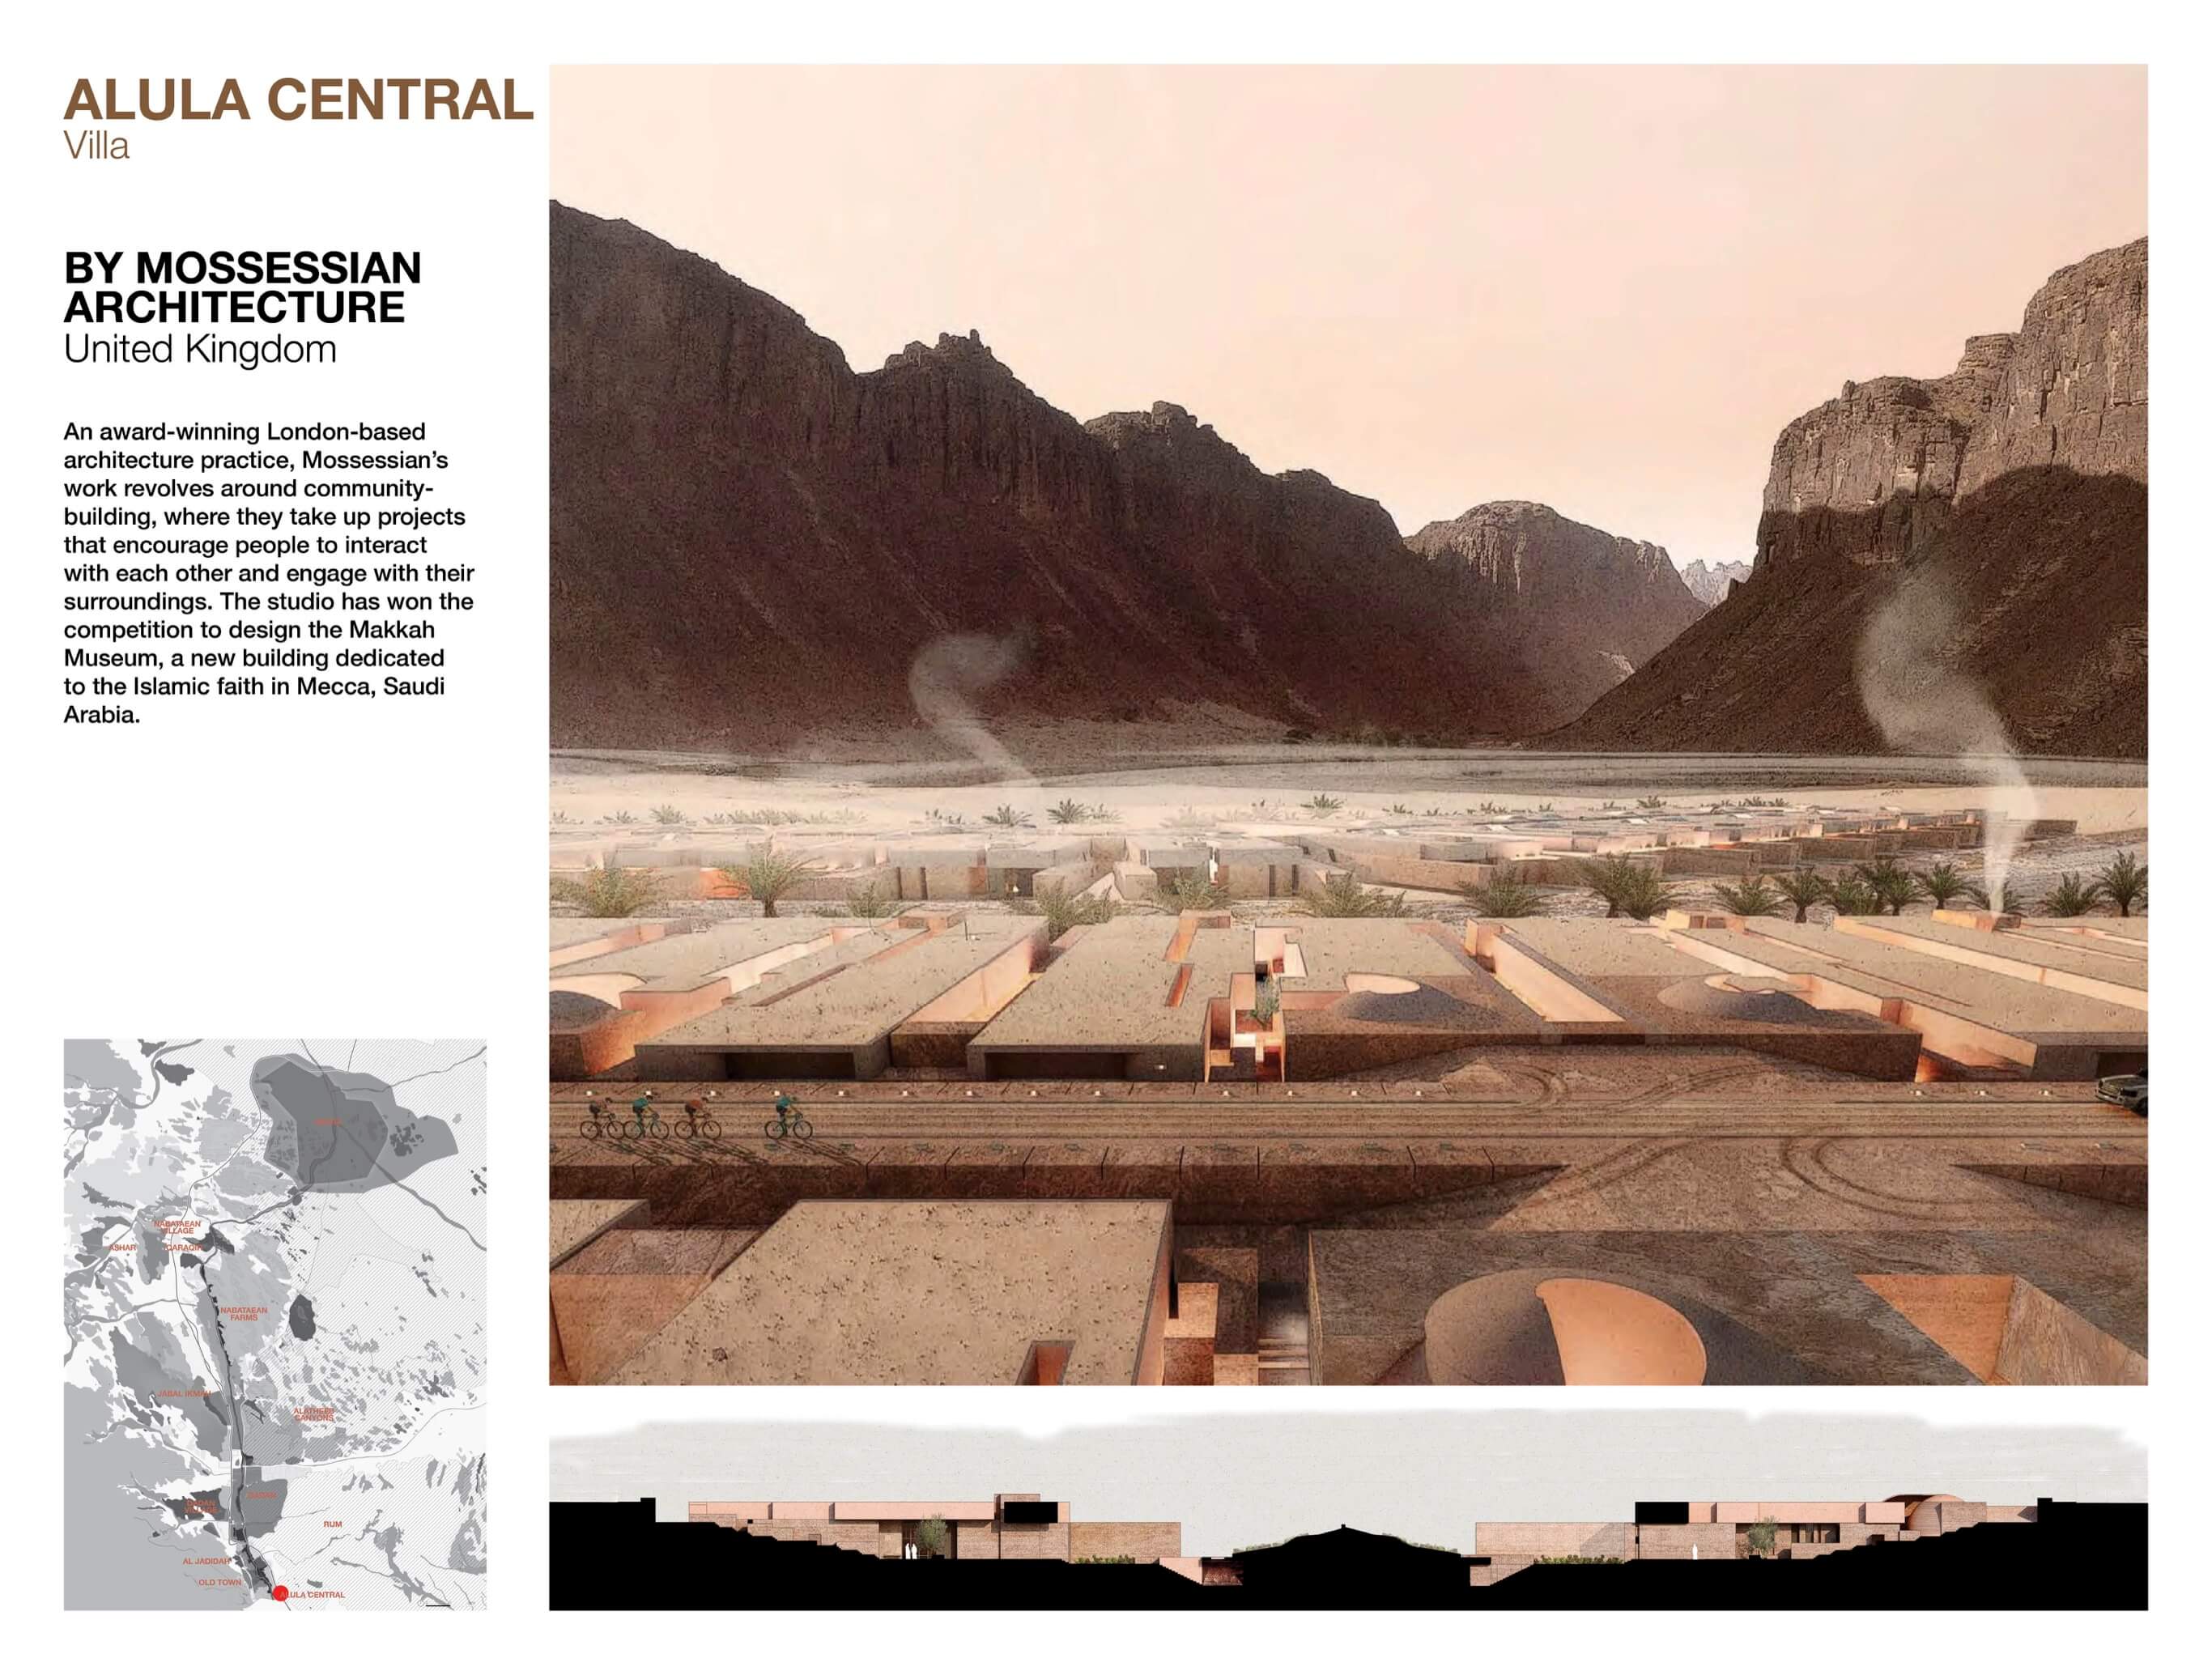 ALULA CENTRAL
Villa
BY MOSSESSIAN
ARCHITECTURE
United Kingdom
An award-winning London-based
architecture practice, Mossessian’s
work revolves around community-
building, where they take up projects
that encourage people to interact
with each other and engage with their
surroundings. The studio has won the
competition to design the Makkah
Museum, a new building dedicated
to the Islamic faith in Mecca, Saudi
Arabia.
NABATAEAN
VILLAGE
ASHAR
QARAQIR
NABATAEAN
FARMS
JABAL IKMAH
ALATHEEB
CANYONS
DADAN
RUM
AL JADIDAH
OLD TOWN
ALULA CENTRAL